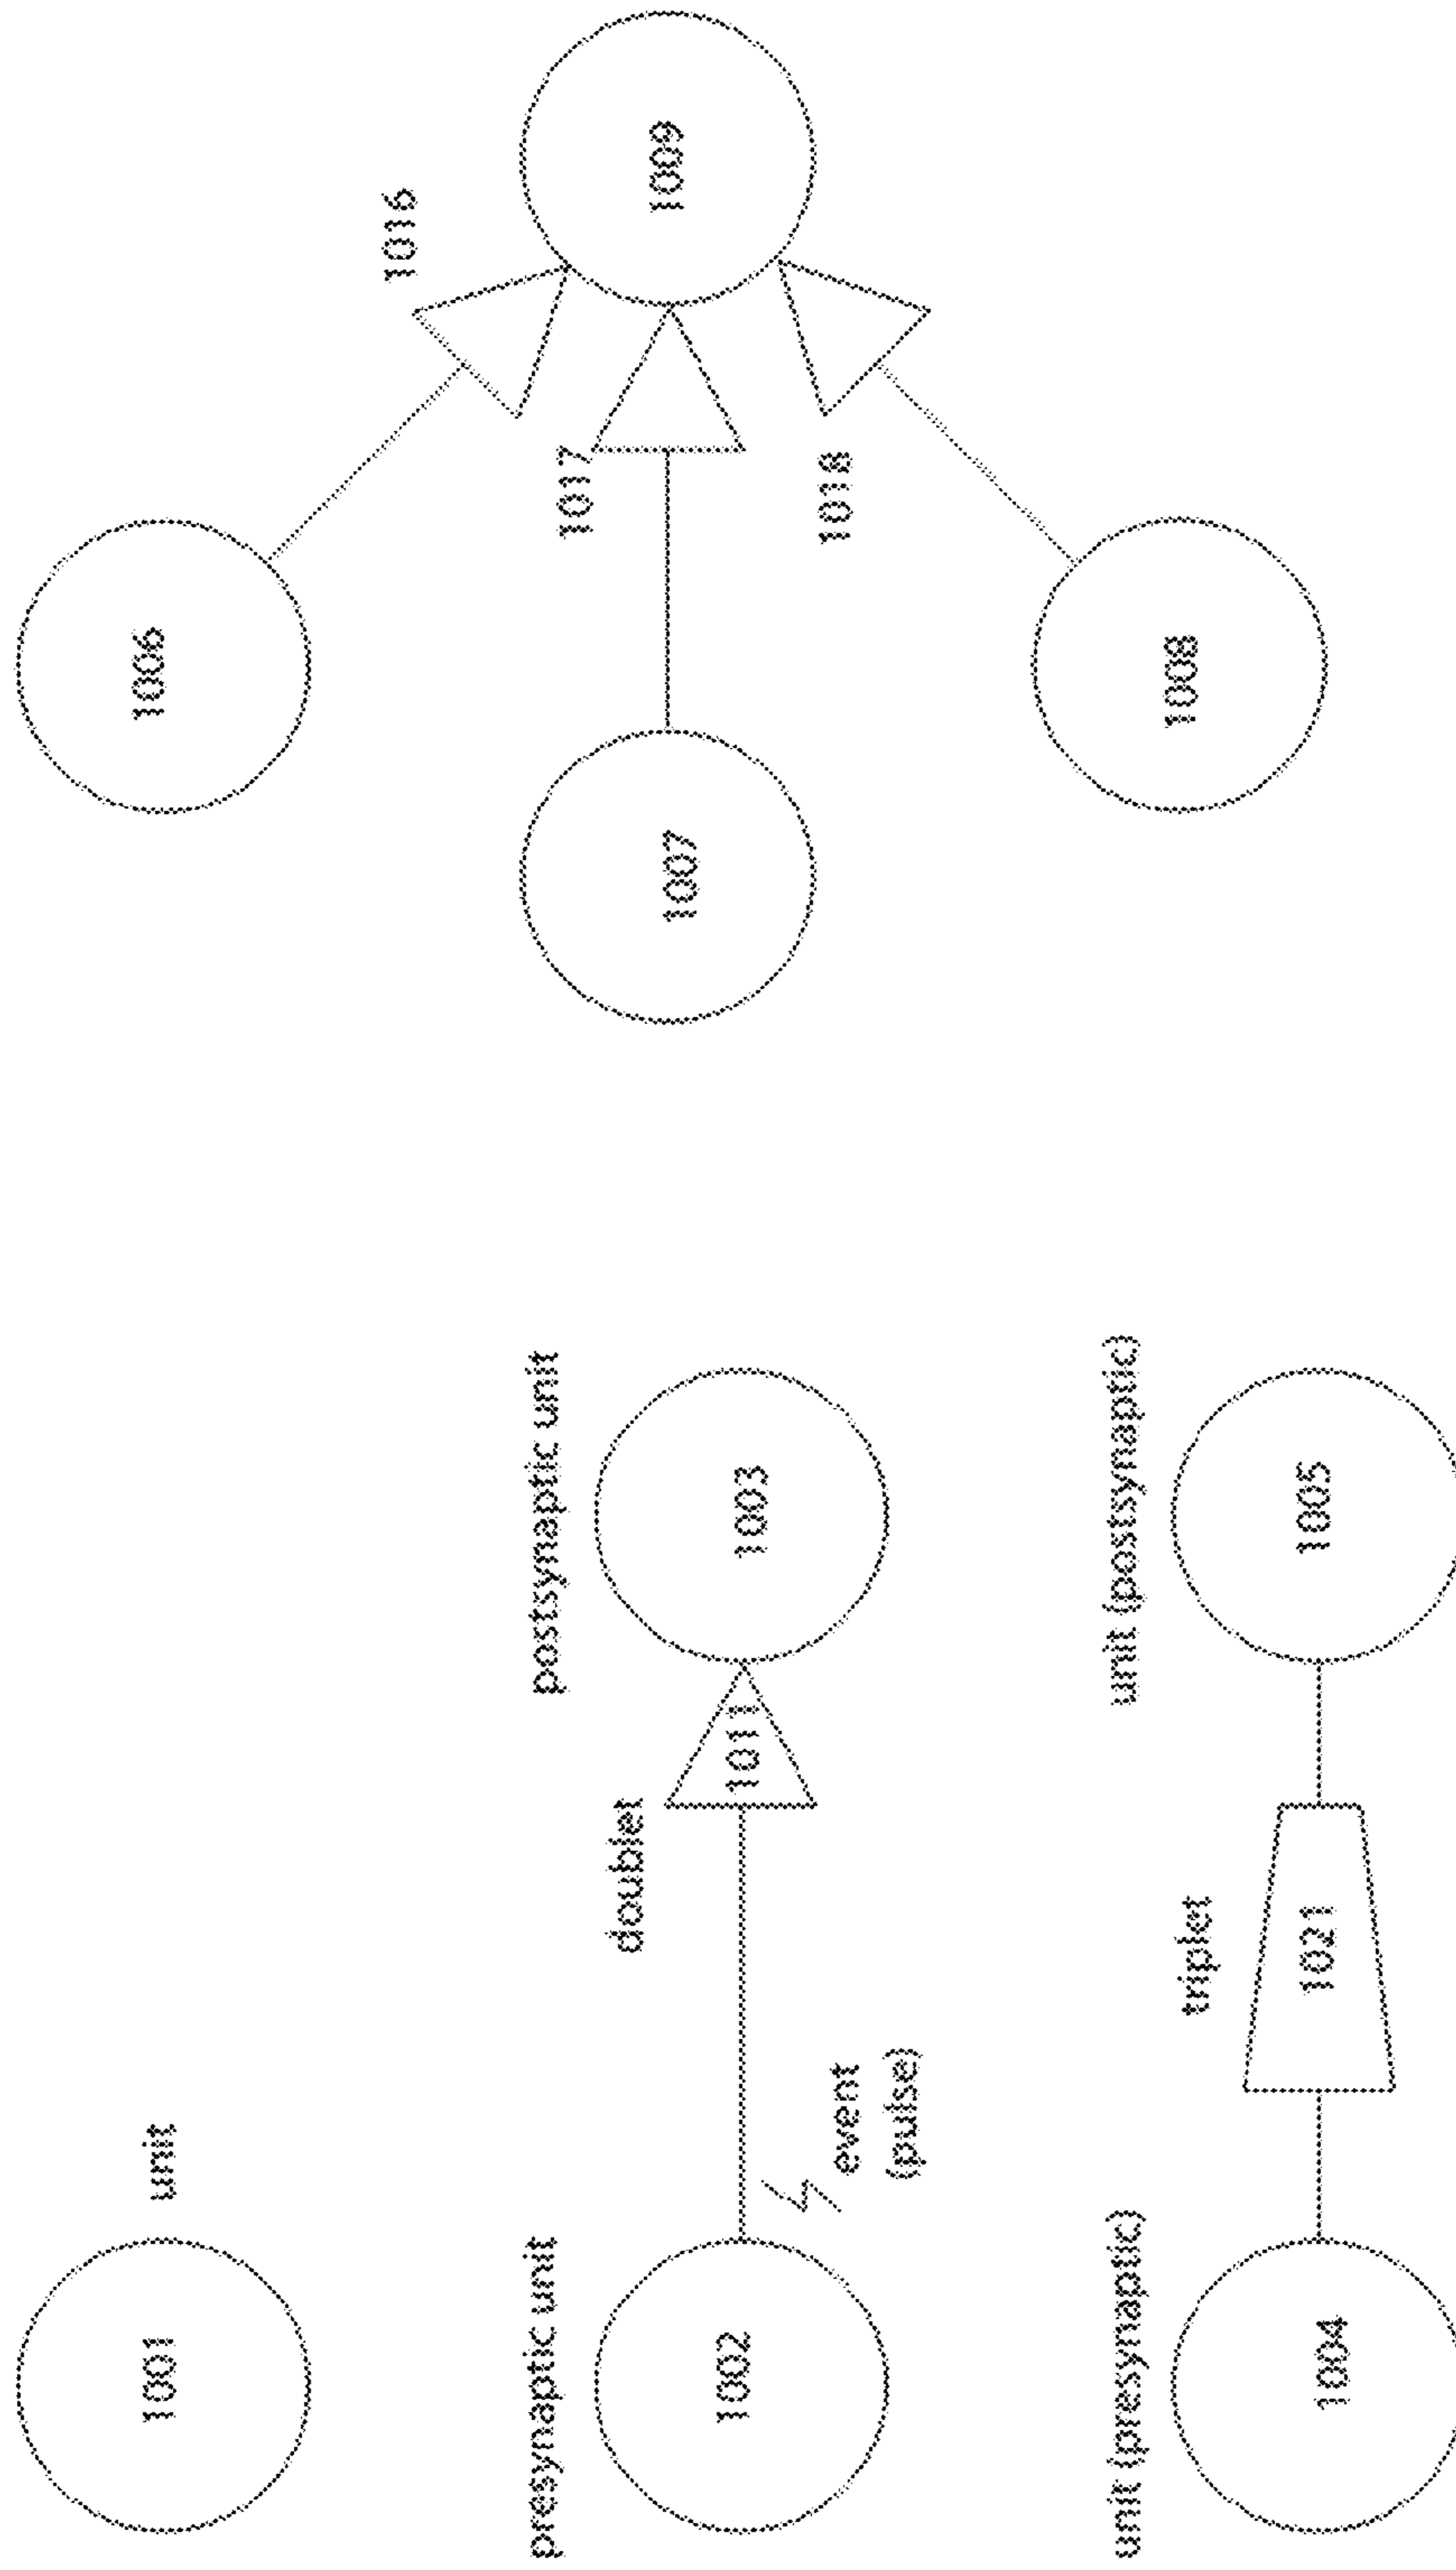 1001
unit
presynaptic unit
1002
event
(pulse)
doublet
1011
postsynaptic unit
1003
unit (presynaptic)
1004
triplet
1021
unit (postsynaptic)
1005
1006
1007
1008
1016
1017
1018
1009